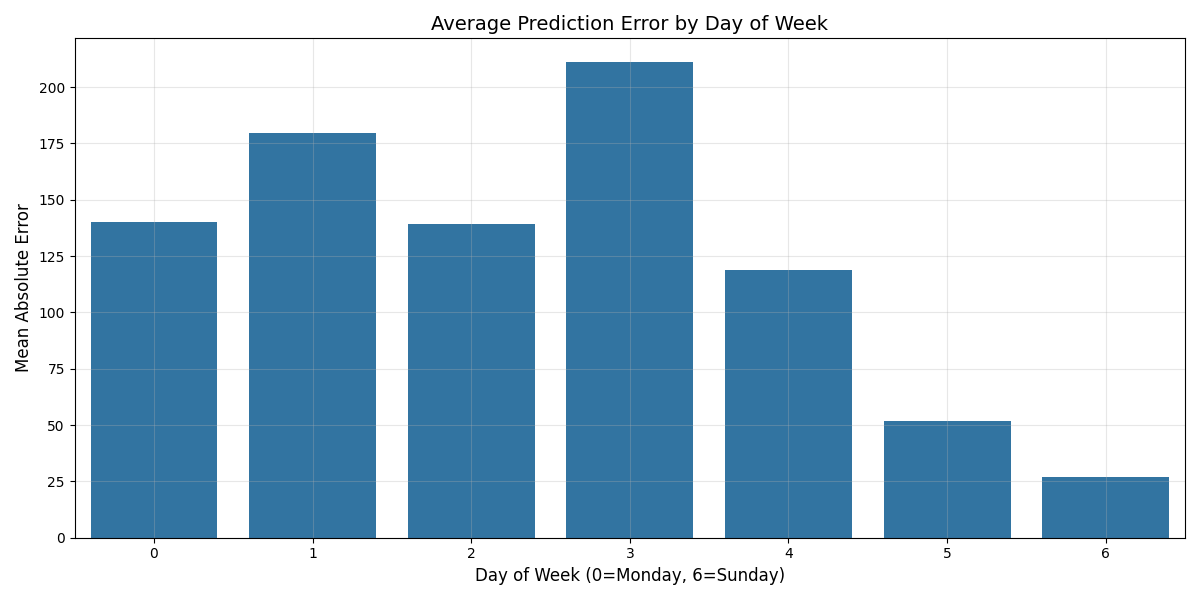 Average Prediction Error by Day of Week
Mean Absolute Error
200
175
150
125
100
75
50
25
0
0 1 2 3 4 5 6
Day of Week (0=Monday, 6=Sunday)